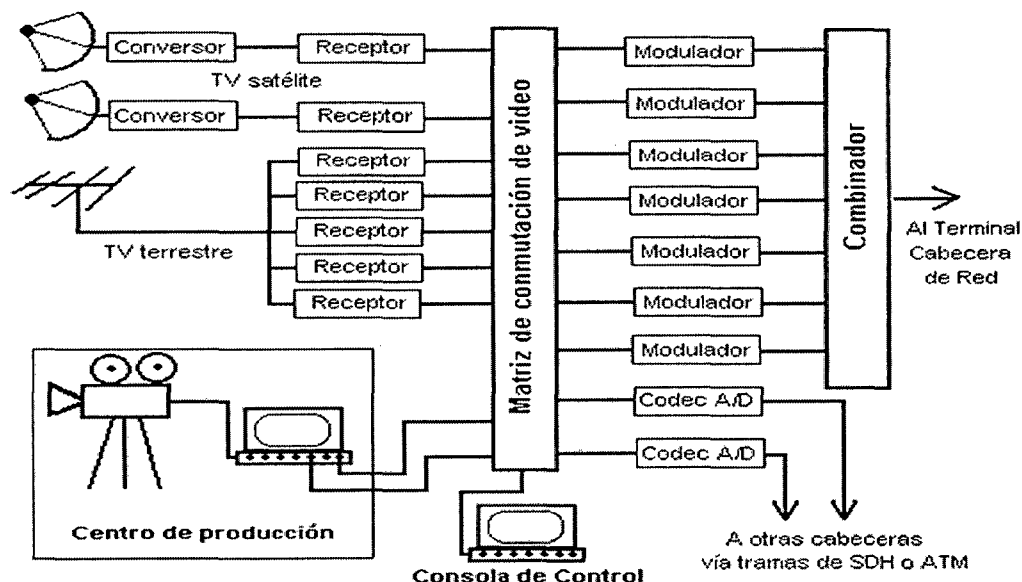 Conversor
Receptor
TV satélite
Conversor
Receptor
Receptor
Receptor
Receptor
Receptor
Receptor
TV terrestre
Centro de producción
Matriz de conmutación de video
Consola de Control
Modulador
Modulador
Modulador
Modulador
Modulador
Modulador
Modulador
Codec A/D
Codec A/D
Combinador
Al Terminal
Cabecera
de Red
A otras cabeceras
vía tramas de SDH o ATM